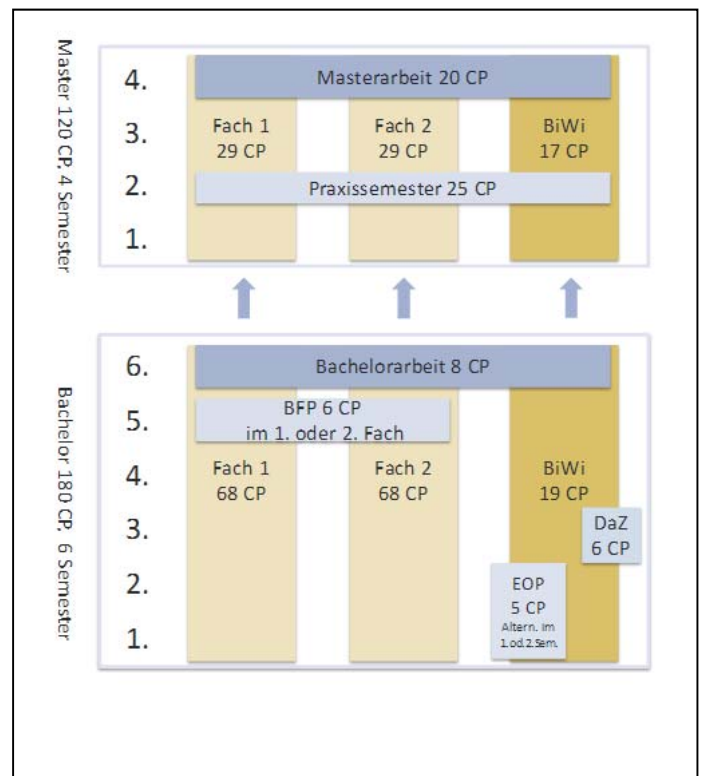 Master 120 CP, 4 Semester
4.
Masterarbeit 20 CP
3.
Fach 1
29 CP
Fach 2
29 CP
BiWi
17 CP
2.
Praxissemester 25 CP
1.
Bachelor 180 CP, 6 Semester
6.
Bachelorarbeit 8 CP
5.
BFP 6 CP
im 1. oder 2. Fach
4.
Fach 1
68 CP
Fach 2
68 CP
BiWi
19 CP
3.
DaZ
6 CP
2.
EOP
5 CP
Altern. im
1.od.2.Sem.
1.